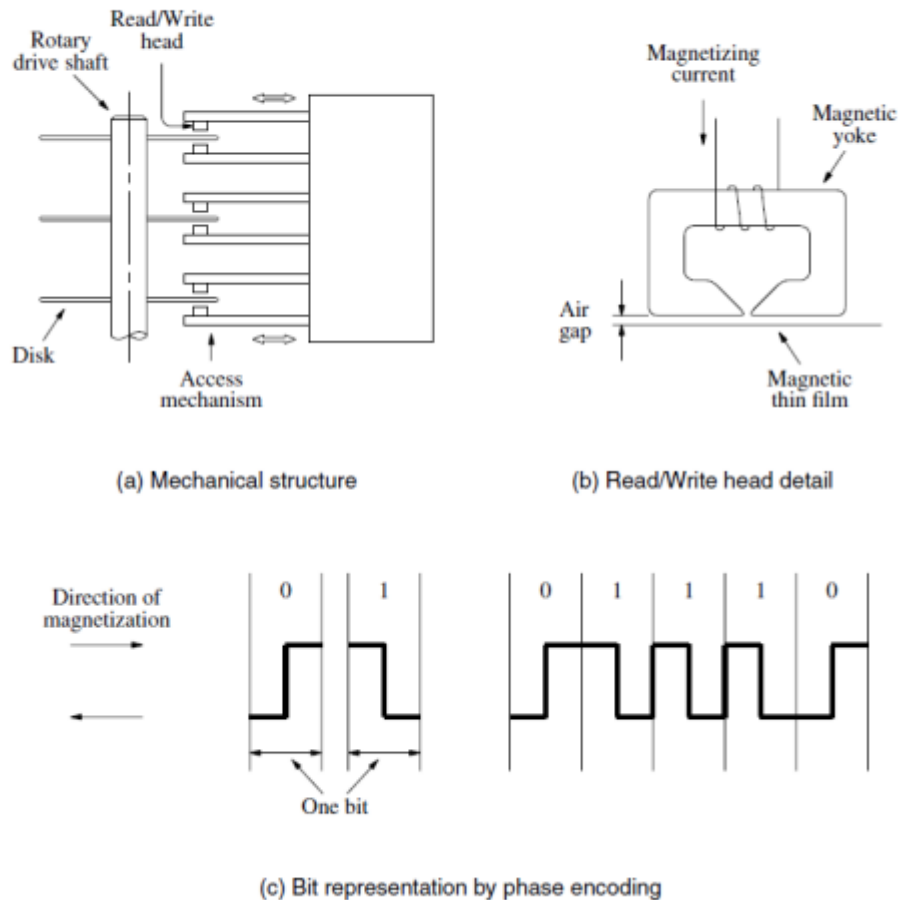 Read/Write
head
Rotary
drive shaft
Disk
Access
mechanism
(a) Mechanical structure
Magnetizing
current
Magnetic
yoke
Air
gap
Magnetic
thin film
(b) Read/Write head detail
Direction of
magnetization
0 1
One bit
0 1 1 1 0
(c) Bit representation by phase encoding